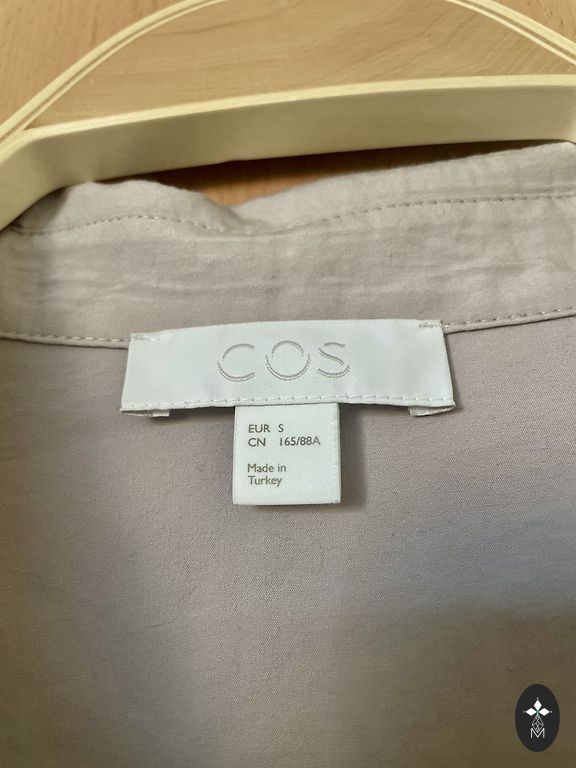 COS
EUR S
CN 165/88A
Made in
Turkey
M